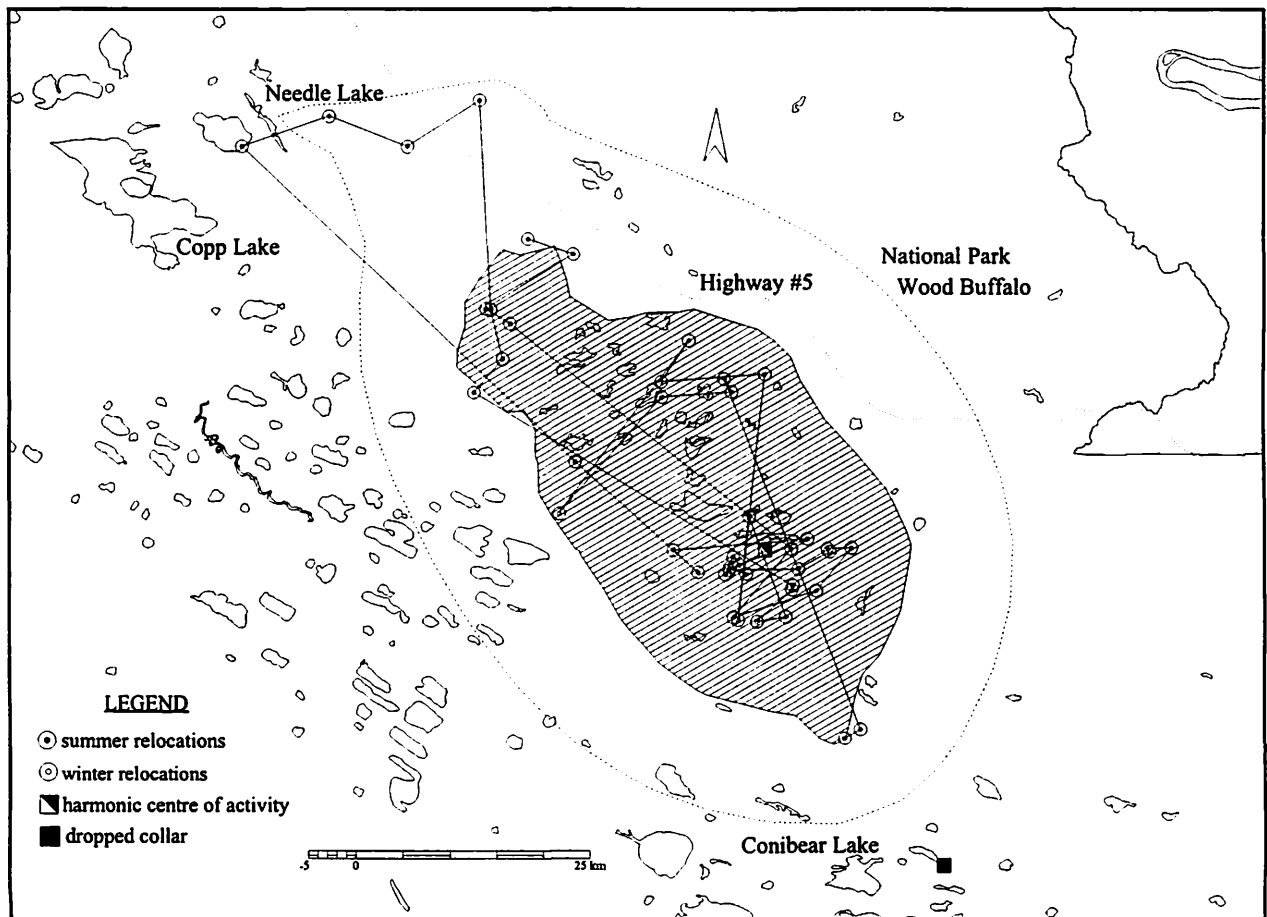 Needle Lake
Copp Lake
National Park
Wood Buffalo
Highway #5
LEGEND
summer relocations
winter relocations
harmonic centre of activity
dropped collar
-5 0 25 km
Conibear Lake